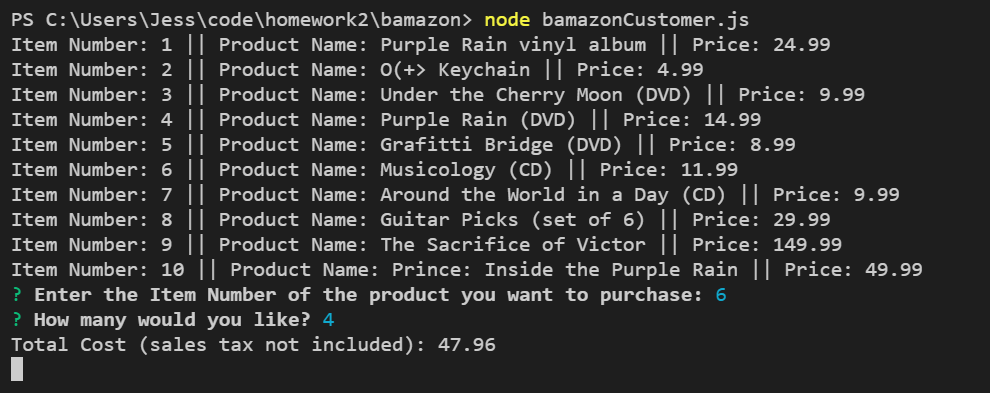 PS C:\Users\Jess\code\homework2\bamazon> node bamazonCustomer.js
Item Number: 1 || Product Name: Purple Rain vinyl album || Price: 24.99
Item Number: 2 || Product Name: O(+> Keychain || Price: 4.99
Item Number: 3 || Product Name: Under the Cherry Moon (DVD) || Price: 9.99
Item Number: 4 || Product Name: Purple Rain (DVD) || Price: 14.99
Item Number: 5 || Product Name: Grafitti Bridge (DVD) || Price: 8.99
Item Number: 6 || Product Name: Musicology (CD) || Price: 11.99
Item Number: 7 || Product Name: Around the World in a Day (CD) || Price: 9.99
Item Number: 8 || Product Name: Guitar Picks (set of 6) || Price: 29.99
Item Number: 9 || Product Name: The Sacrifice of Victor || Price: 149.99
Item Number: 10 || Product Name: Prince: Inside the Purple Rain || Price: 49.99
? Enter the Item Number of the product you want to purchase: 6
? How many would you like? 4
Total Cost (sales tax not included): 47.96